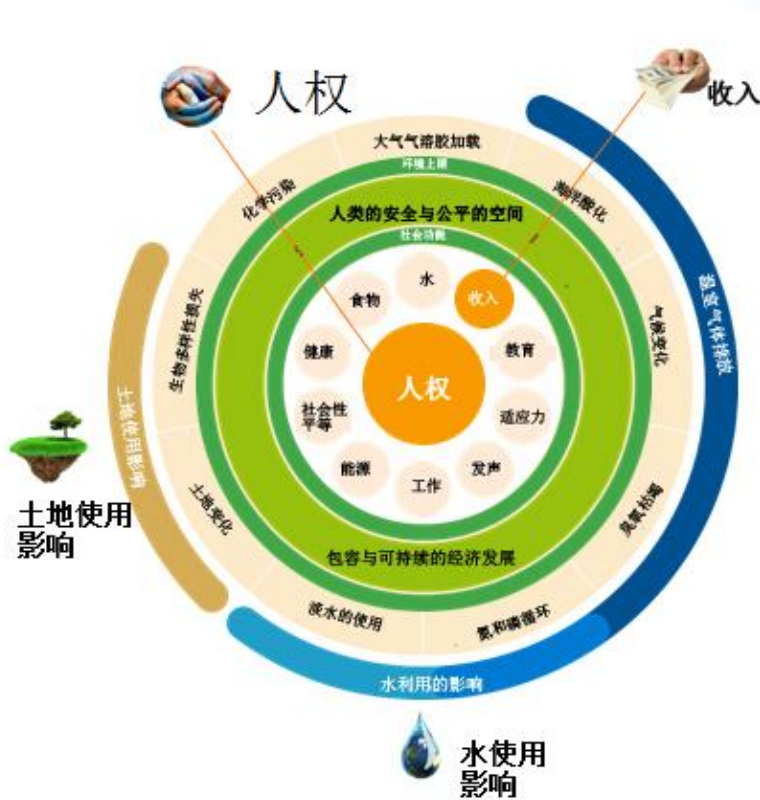 人权
收入
大气气溶胶加载
环境上限
化学污染
海洋酸化
人类的安全与公平的空间
社会功能
水
食物
收入
生物多样性损失
健康
教育
气候变化
温室气体排放
人权
土地使用影响
社会性
平等
适应力
能源
工作
发声
土地使用
影响
土地变化
臭氧枯竭
包容与可持续的经济发展
淡水的使用
氮和磷循环
水利用的影响
水使用
影响